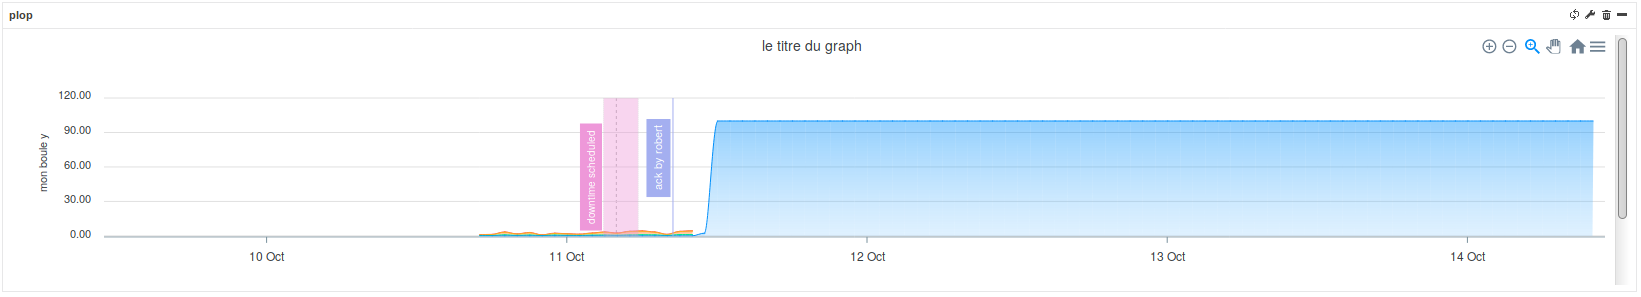 plop
le titre du graph
120.00
90.00
60.00
30.00
0.00
mon boule y
downtime scheduled
ack by robert
10 Oct
11 Oct
12 Oct
13 Oct
14 Oct